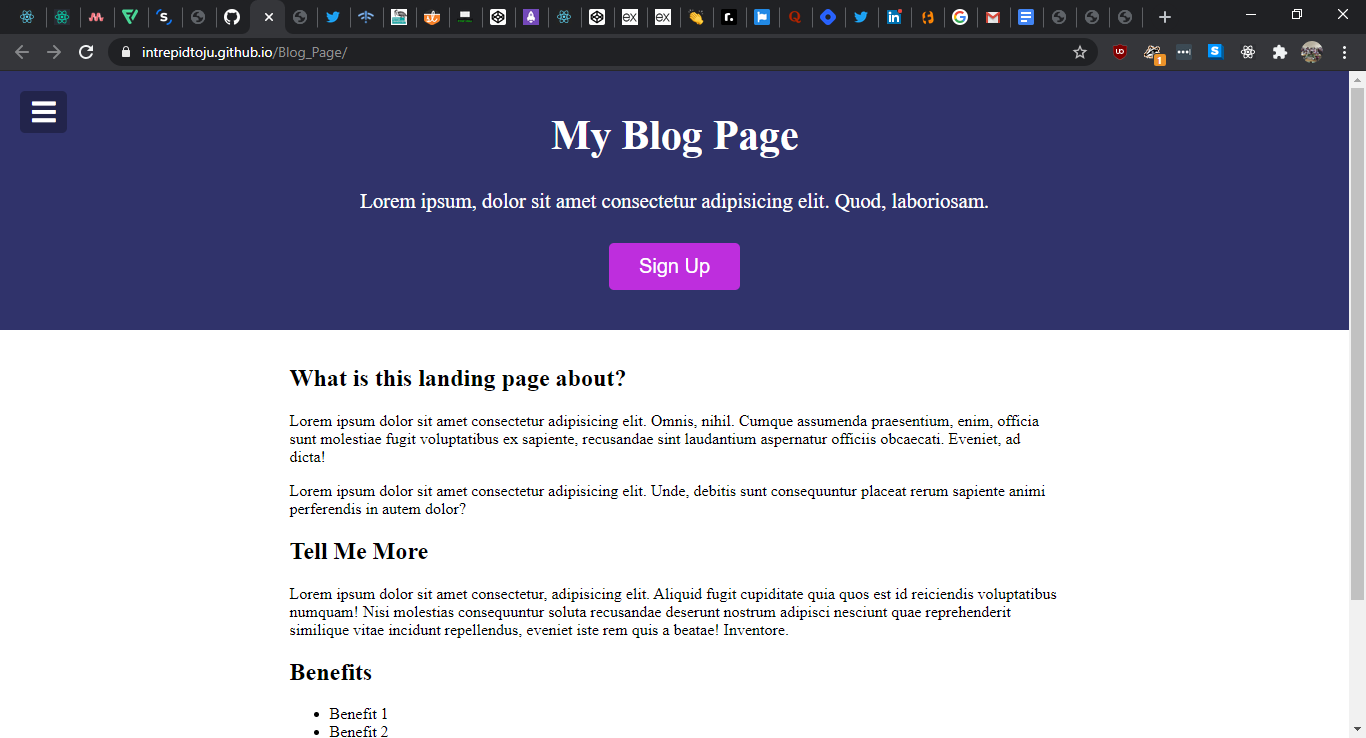 intrepidtoju.github.io/Blog_Page/
My Blog Page
Lorem ipsum, dolor sit amet consectetur adipisicing elit. Quod, laboriosam.
Sign Up
What is this landing page about?
Lorem ipsum dolor sit amet consectetur adipisicing elit. Omnis, nihil. Cumque assumenda praesentium, enim, officia
sunt molestiae fugit voluptatibus ex sapiente, recusandae sint laudantium aspernatur officiis obcaecati. Eveniet, ad
dicta!
Lorem ipsum dolor sit amet consectetur adipisicing elit. Unde, debitis sunt consequuntur placeat rerum sapiente animi
perferendis in autem dolor?
Tell Me More
Lorem ipsum dolor sit amet consectetur, adipisicing elit. Aliquid fugit cupiditate quia quos est id reiciendis voluptatibus
numquam! Nisi molestias consequuntur soluta recusandae deserunt nostrum adipisci nesciunt quae reprehenderit
similique vitae incidunt repellendus, eveniet iste rem quis a beatae! Inventore.
Benefits
• Benefit 1
• Benefit 2